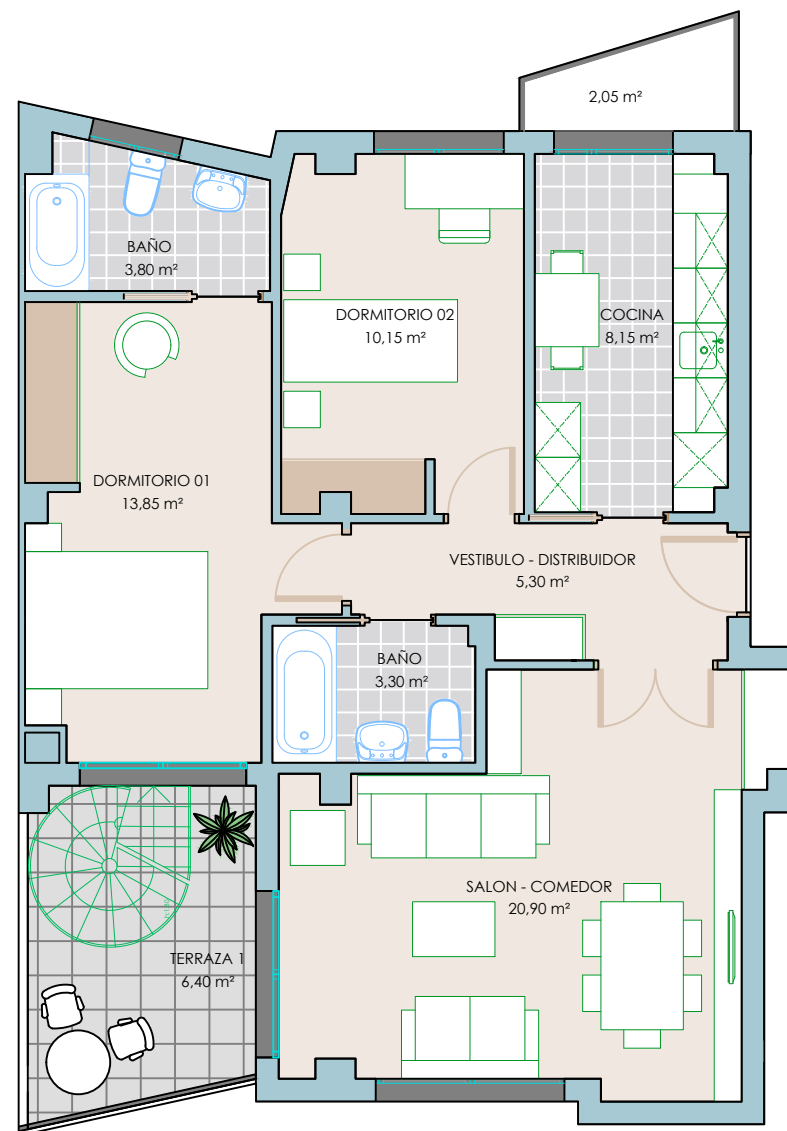 2,05 m²
BAÑO
3,80 m²
DORMITORIO 02
10,15 m²
COCINA
8,15 m²
DORMITORIO 01
13,85 m²
VESTIBULO - DISTRIBUIDOR
5,30 m²
BAÑO
3,30 m²
SALON - COMEDOR
20,90 m²
TERRAZA 1
6,40 m²